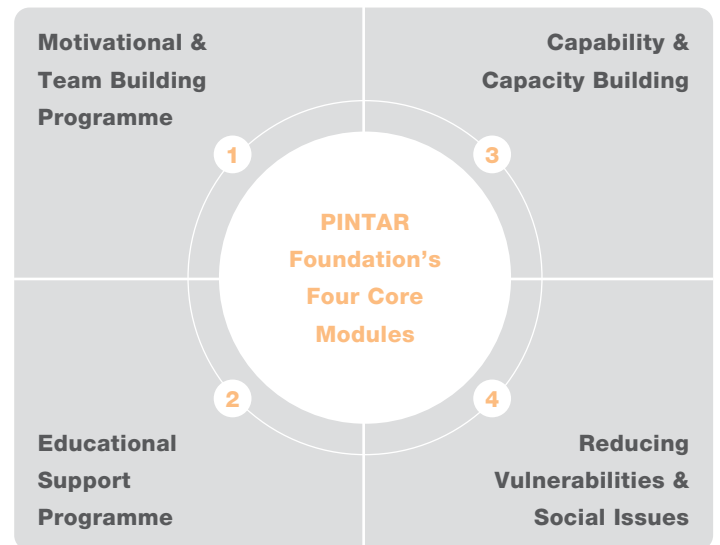 Motivational &
Team Building
Programme
1
Capability &
Capacity Building
3
PINTAR
Foundation’s
Four Core
Modules
2
Educational
Support
Programme
4
Reducing
Vulnerabilities &
Social Issues